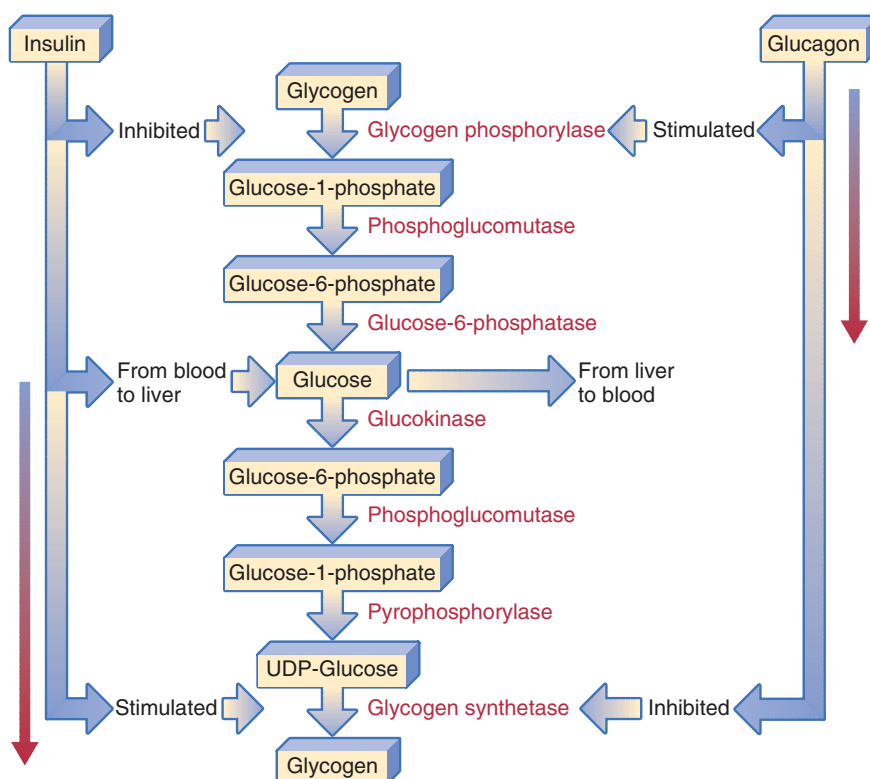 Insulin
Glucagon
Glycogen
Inhibited
Glycogen phosphorylase
Stimulated
Glucose-1-phosphate
Phosphoglucomutase
Glucose-6-phosphate
Glucose-6-phosphatase
From blood
to liver
Glucose
From liver
to blood
Glucokinase
Glucose-6-phosphate
Phosphoglucomutase
Glucose-1-phosphate
Pyrophosphorylase
UDP-Glucose
Stimulated
Glycogen synthetase
Inhibited
Glycogen